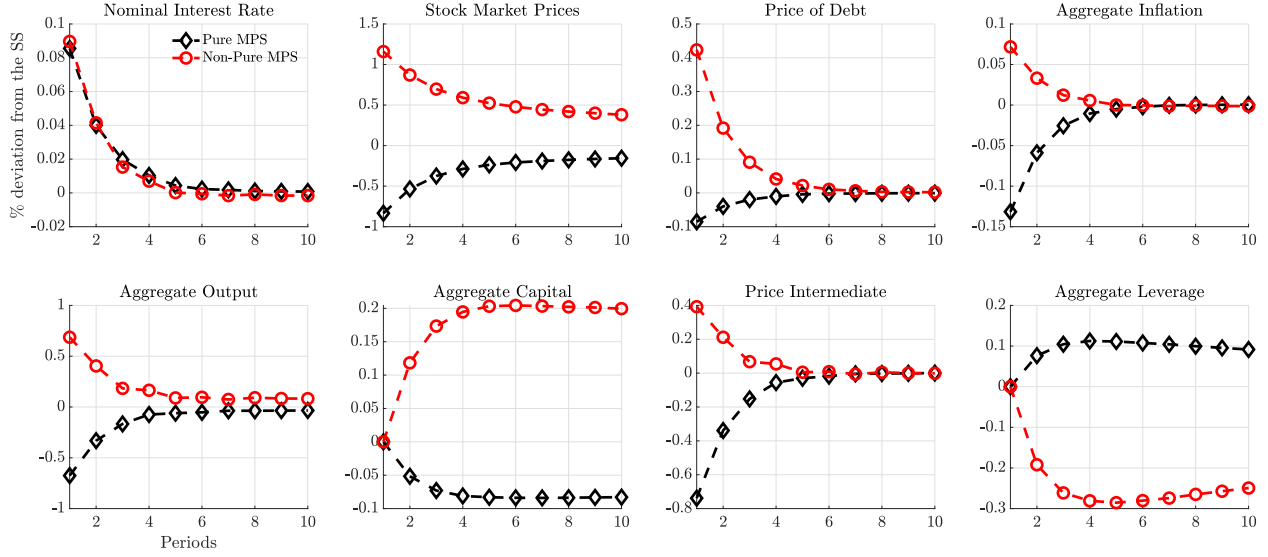 Nominal Interest Rate
0.1
0.08
0.06
0.04
0.02
0
-0.02
% deviation from the SS
Pure MPS
Non-Pure MPS
2 4 6 8 10
Stock Market Prices
1.5
1
0.5
0
-0.5
-1
2 4 6 8 10
Price of Debt
0.5
0.4
0.3
0.2
0.1
0
-0.1
2 4 6 8 10
Aggregate Inflation
0.1
0.05
0
-0.05
-0.1
-0.15
2 4 6 8 10
Aggregate Output
1
0.5
0
-0.5
-1
2 4 6 8 10
Periods
Aggregate Capital
0.2
0.15
0.1
0.05
0
-0.05
-0.1
2 4 6 8 10
Price Intermediate
0.4
0.2
0
-0.2
-0.4
-0.6
-0.8
2 4 6 8 10
Aggregate Leverage
0.2
0.1
0
-0.1
-0.2
-0.3
2 4 6 8 10